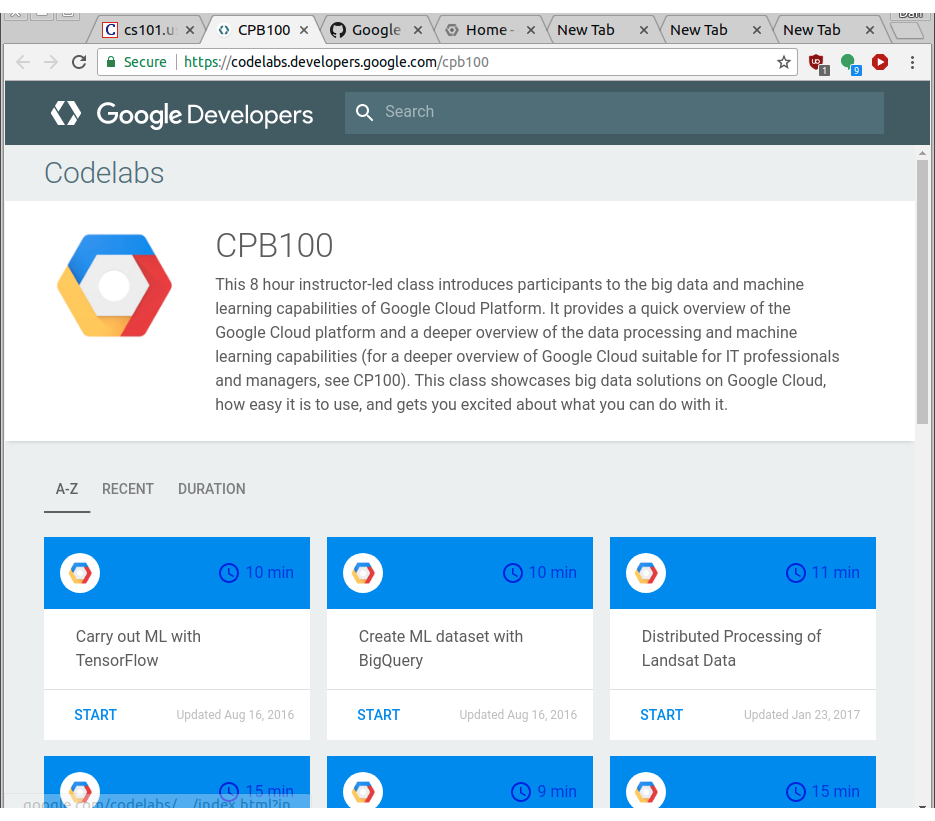 cs101.u
CPB100
Google
Home -
New Tab
New Tab
New Tab
Secure
https://codelabs.developers.google.com/cpb100
1
9
Google Developers
Search
Codelabs
CPB100
This 8 hour instructor-led class introduces participants to the big data and machine
learning capabilities of Google Cloud Platform. It provides a quick overview of the
Google Cloud platform and a deeper overview of the data processing and machine
learning capabilities (for a deeper overview of Google Cloud suitable for IT professionals
and managers, see CP100). This class showcases big data solutions on Google Cloud,
how easy it is to use, and gets you excited about what you can do with it.
A-Z RECENT DURATION
10 min
10 min
11 min
Carry out ML with
TensorFlow
Create ML dataset with
BigQuery
Distributed Processing of
Landsat Data
START Updated Aug 16, 2016
START Updated Aug 16, 2016
START Updated Jan 23, 2017
15 min
9 min
15 min
google.com/codelabs/.../index.html?in